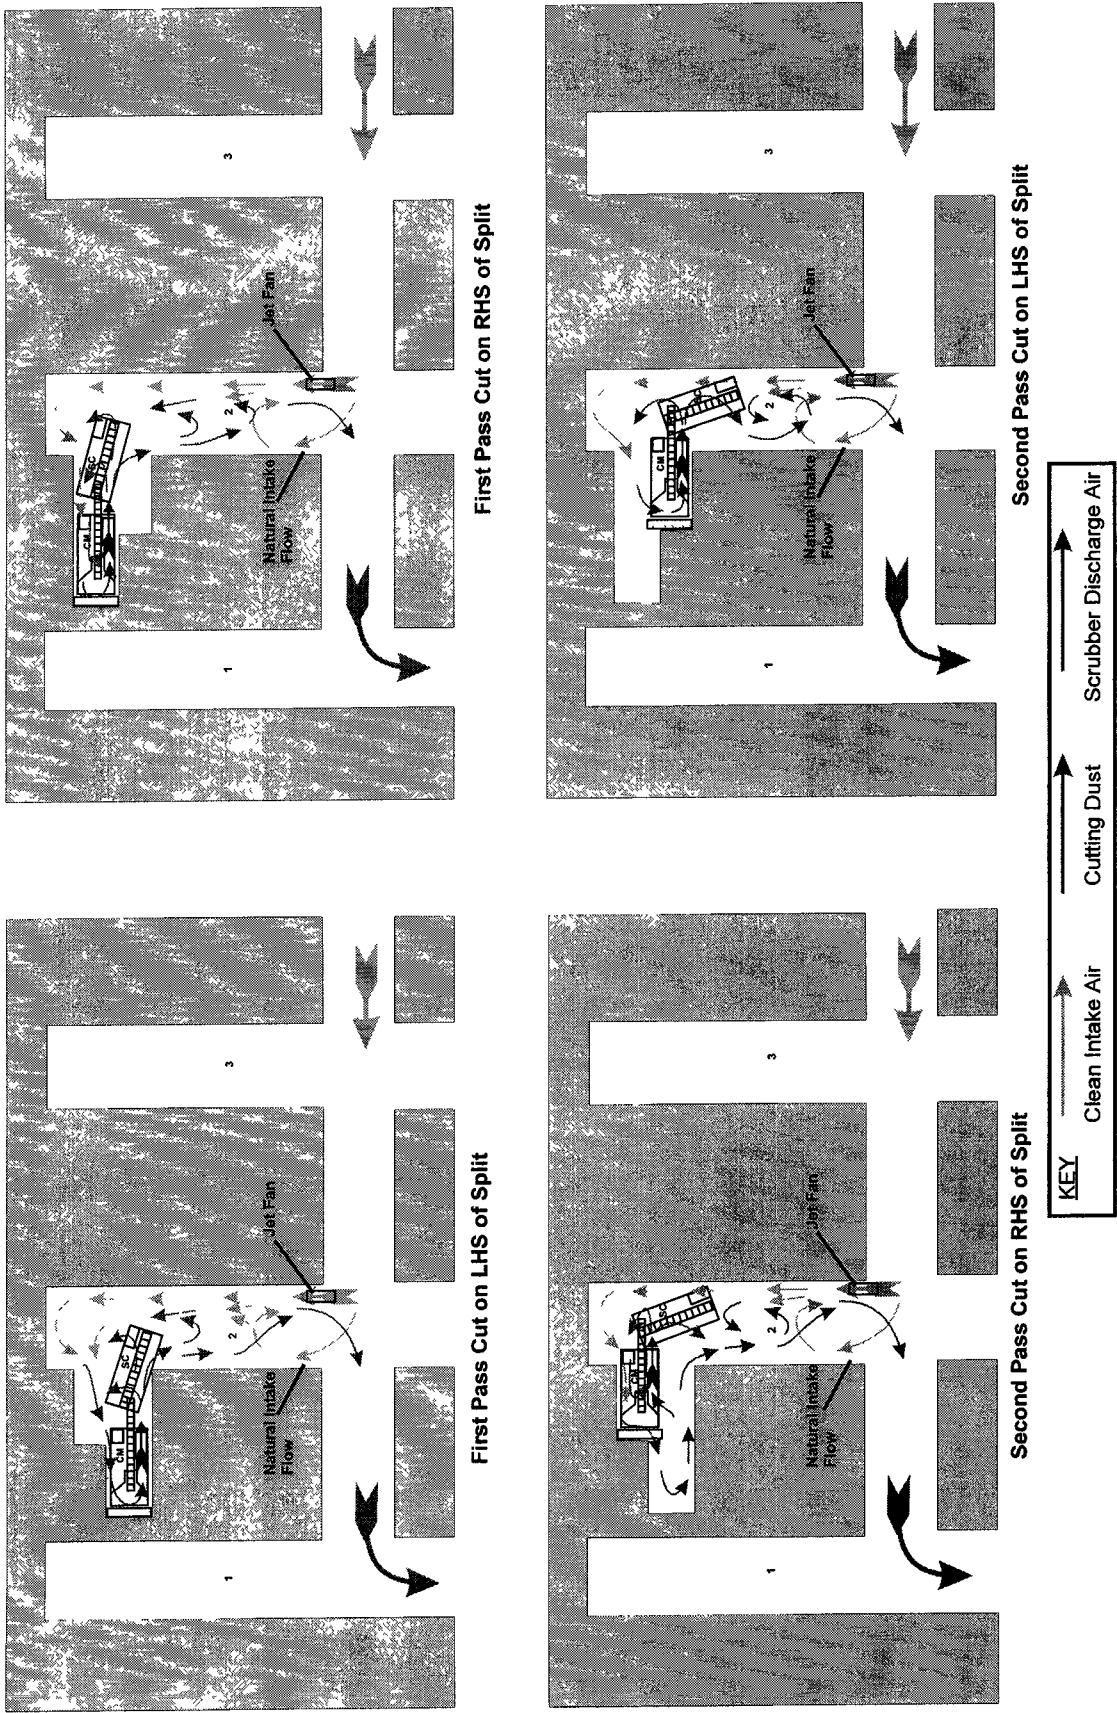 3
CM
SC
2
Jet Fan
Natural Intake
Flow
1
First Pass Cut on LHS of Split
3
CM
SC
2
Jet Fan
Natural Intake
Flow
1
First Pass Cut on RHS of Split
3
CM
SC
2
Jet Fan
Natural Intake
Flow
1
Second Pass Cut on RHS of Split
3
CM
2
Jet Fan
Natural Intake
Flow
1
Second Pass Cut on LHS of Split
KEY
Clean Intake Air
Cutting Dust
Scrubber Discharge Air